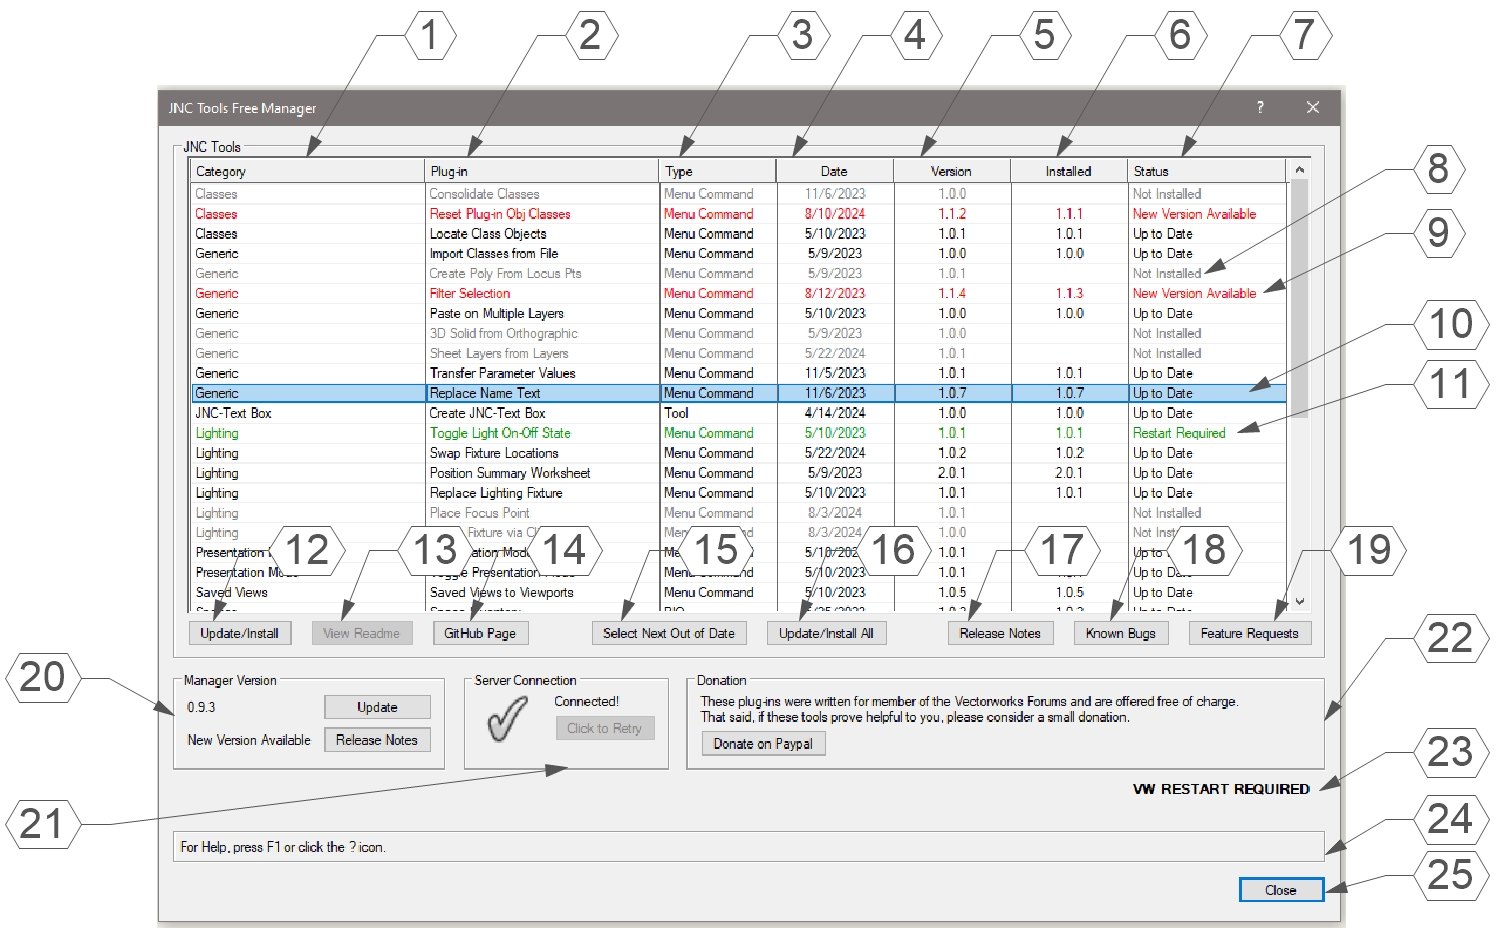 1 2 3 4 5 6 7
JNC Tools Free Manager ?
JNC Tools
Category Plug-in Type Date Version Installed Status
Classes Consolidate Classes Menu Command 11/6/2023 1.0.0 Not Installed
8
Classes Reset Plug-in Obj Classes Menu Command 8/10/2024 1.1.2 1.1.1 New Version Available
Classes Locate Class Objects Menu Command 5/10/2023 1.0.1 1.0.1 Up to Date
9
Generic Import Classes from File Menu Command 5/9/2023 1.0.0 1.0.0 Up to Date
Generic Create Poly From Locus Pts Menu Command 5/9/2023 1.0.1 Not Installed
Generic Filter Selection Menu Command 8/12/2023 1.1.4 1.1.3 New Version Available
Generic Paste on Multiple Layers Menu Command 5/10/2023 1.0.0 1.0.0 Up to Date
10
Generic 3D Solid from Orthographic Menu Command 5/9/2023 1.0.0 Not Installed
Generic Sheet Layers from Layers Menu Command 5/22/2024 1.0.1 Not Installed
Generic Transfer Parameter Values Menu Command 11/5/2023 1.0.1 1.0.1 Up to Date
11
Generic Replace Name Text Menu Command 11/6/2023 1.0.7 1.0.7 Up to Date
JNC-Text Box Create JNC-Text Box Tool 4/14/2024 1.0.0 1.0.0 Up to Date
Lighting Toggle Light On-Off State Menu Command 5/10/2023 1.0.1 1.0.1 Restart Required
Lighting Swap Fixture Locations Menu Command 5/22/2024 1.0.2 1.0.2 Up to Date
Lighting Position Summary Worksheet Menu Command 5/9/2023 2.0.1 2.0.1 Up to Date
Lighting Replace Lighting Fixture Menu Command 5/10/2023 1.0.1 1.0.1 Up to Date
Lighting Place Focus Point Menu Command 8/3/2024 1.0.1 Not Installed
Lighting Fixture via Menu Command 8/3/2024 1.0.0 Not
12 13 14 15 16 17 18 19
Presentation 5/10/202 1.0.1 Up to
Presentation Presentation Menu Command 5/10/2023 1.0.1 Up to Date
Saved Views Saved Views to Viewports Menu Command 5/10/2023 1.0.5 1.0.5 Up to Date
Update/Install View Readme GitHub Page Select Next Out of Date Update/Install All Release Notes Known Bugs Feature Requests
20
Manager Version
0.9.3 Update
New Version Available Release Notes
Server Connection
Connected!
Click to Retry
Donation
These plug-ins were written for member of the Vectorworks Forums and are offered free of charge.
That said, if these tools prove helpful to you, please consider a small donation.
Donate on Paypal
22
VW RESTART REQUIRED
23
21
For Help, press F1 or click the ? icon.
24
Close
25